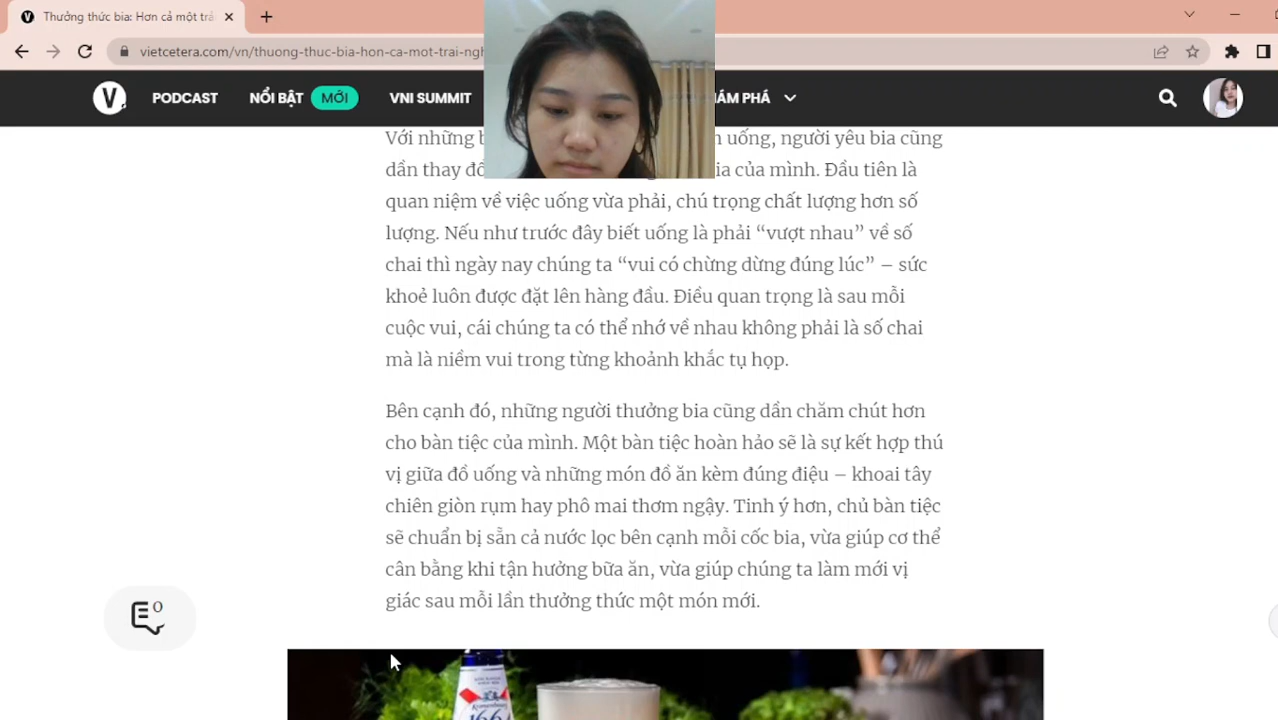 Thưởng thức bia: Hơn cả một trả
vietcetera.com/vn/thuong-thuc-bia-hon-ca-mot-trai-ngh
V. PODCAST NỔI BẬT MỚI VNI SUMMIT PHÁ
Với những uống, người yêu bia cũng
dần thay của mình. Đầu tiên là
quan niệm về việc uống vừa phải, chú trọng chất lượng hơn số
lượng. Nếu như trước đây biết uống là phải “vượt nhau” về số
chai thì ngày nay chúng ta “vui có chừng dừng đúng lúc” – sức
khoẻ luôn được đặt lên hàng đầu. Điều quan trọng là sau mỗi
cuộc vui, cái chúng ta có thể nhớ về nhau không phải là số chai
mà là niềm vui trong từng khoảnh khắc tụ họp.
Bên cạnh đó, những người thưởng bia cũng dần chăm chút hơn
cho bàn tiệc của mình. Một bàn tiệc hoàn hảo sẽ là sự kết hợp thú
vị giữa đồ uống và những món đồ ăn kèm đúng điệu – khoai tây
chiên giòn rụm hay phô mai thơm ngậy. Tinh ý hơn, chủ bàn tiệc
sẽ chuẩn bị sẵn cả nước lọc bên cạnh mỗi cốc bia, vừa giúp cơ thể
cân bằng khi tận hưởng bữa ăn, vừa giúp chúng ta làm mới vị
giác sau mỗi lần thưởng thức một món mới.
0
Kronenbourg